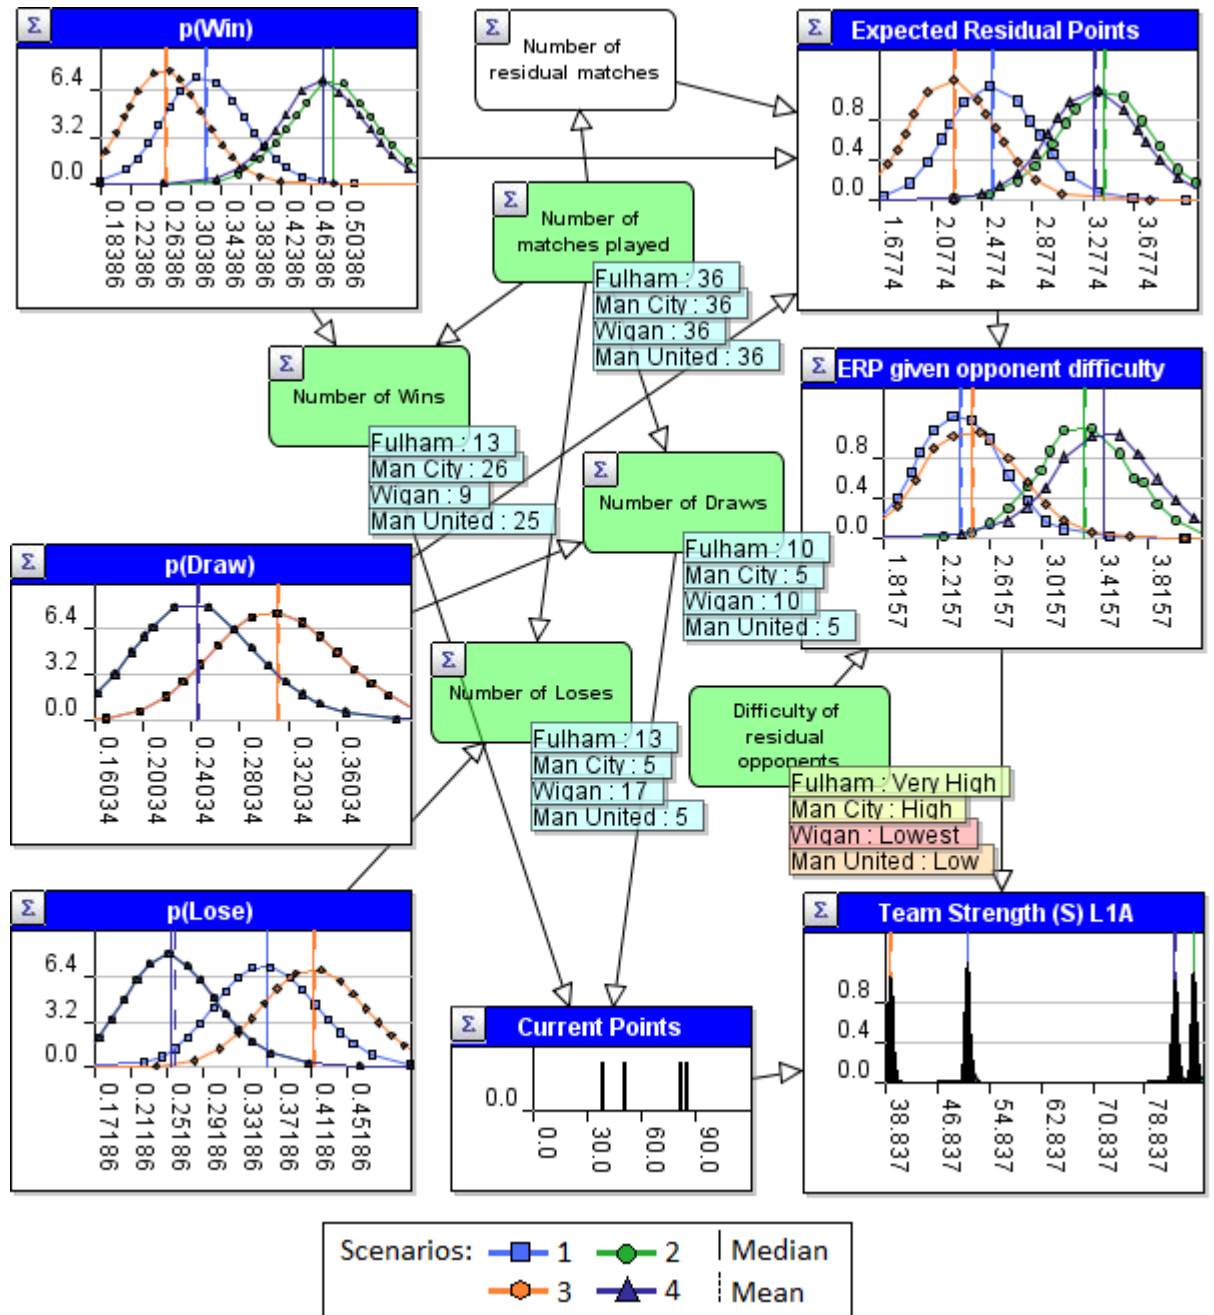 Σ p(Win)
6.4
3.2
0.0
0.18386
0.22386
0.26386
0.30386
0.34386
0.38386
0.42386
0.46386
0.50386
Σ Number of
residual matches
Σ Expected Residual Points
0.8
0.4
0.0
1.6774
2.0774
2.4774
2.8774
3.2774
3.6774
Σ Number of
matches played
Fulham : 36
Man City : 36
Wigan : 36
Man United : 36
Σ Number of Wins
Fulham : 13
Man City : 26
Wigan : 9
Man United : 25
Σ ERP given opponent difficulty
0.8
0.4
0.0
1.8157
2.2157
2.6157
3.0157
3.4157
3.8157
Σ Number of Draws
Fulham : 10
Man City : 5
Wigan : 10
Man United : 5
Σ p(Draw)
6.4
3.2
0.0
0.16034
0.20034
0.24034
0.28034
0.32034
0.36034
Σ Number of Loses
Fulham : 13
Man City : 5
Wigan : 17
Man United : 5
Difficulty of
residual
opponents
Fulham : Very High
Man City : High
Wigan : Lowest
Man United : Low
Σ p(Lose)
6.4
3.2
0.0
0.17186
0.21186
0.25186
0.29186
0.33186
0.37186
0.41186
0.45186
Σ Current Points
0.0
0.0
30.0
60.0
90.0
Σ Team Strength (S) L1A
0.8
0.4
0.0
38.837
46.837
54.837
62.837
70.837
78.837
Scenarios: 1 2 Median
3 4 Mean